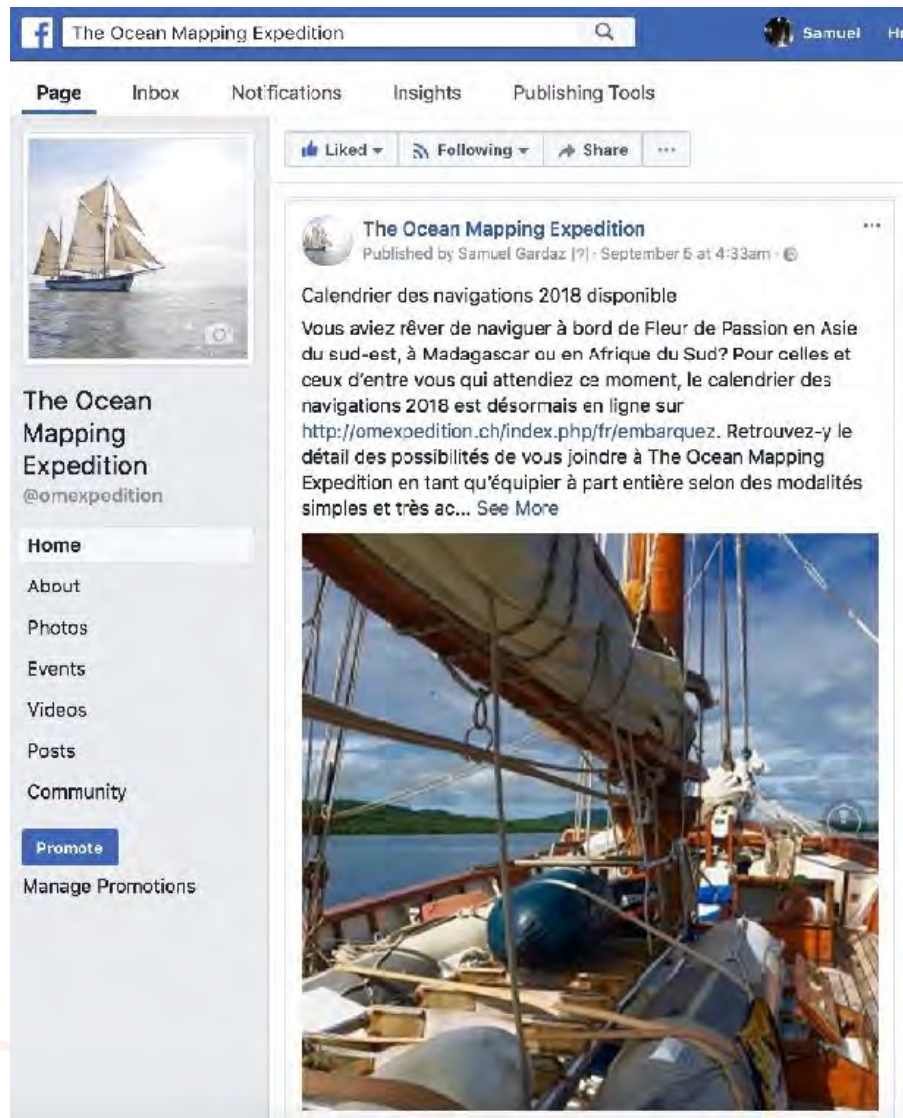 The Ocean Mapping Expedition
Samuel
Page Inbox Notifications Insights Publishing Tools
Liked Following Share
The Ocean Mapping Expedition
Published by Samuel Gardaz [?] · September 5 at 4:33am ·
Calendrier des navigations 2018 disponible
Vous aviez rêver de naviguer à bord de Fleur de Passion en Asie
du sud-est, à Madagascar ou en Afrique du Sud? Pour celles et
ceux d'entre vous qui attendiez ce moment, le calendrier des
navigations 2018 est désormais en ligne sur
http://omexpedition.ch/index.php/fr/embarquez. Retrouvez-y le
détail des possibilités de vous joindre à The Ocean Mapping
Expedition en tant qu'équipier à part entière selon des modalités
simples et très ac... See More
The Ocean
Mapping
Expedition
@omexpedition
Home
About
Photos
Events
Videos
Posts
Community
Promote
Manage Promotions